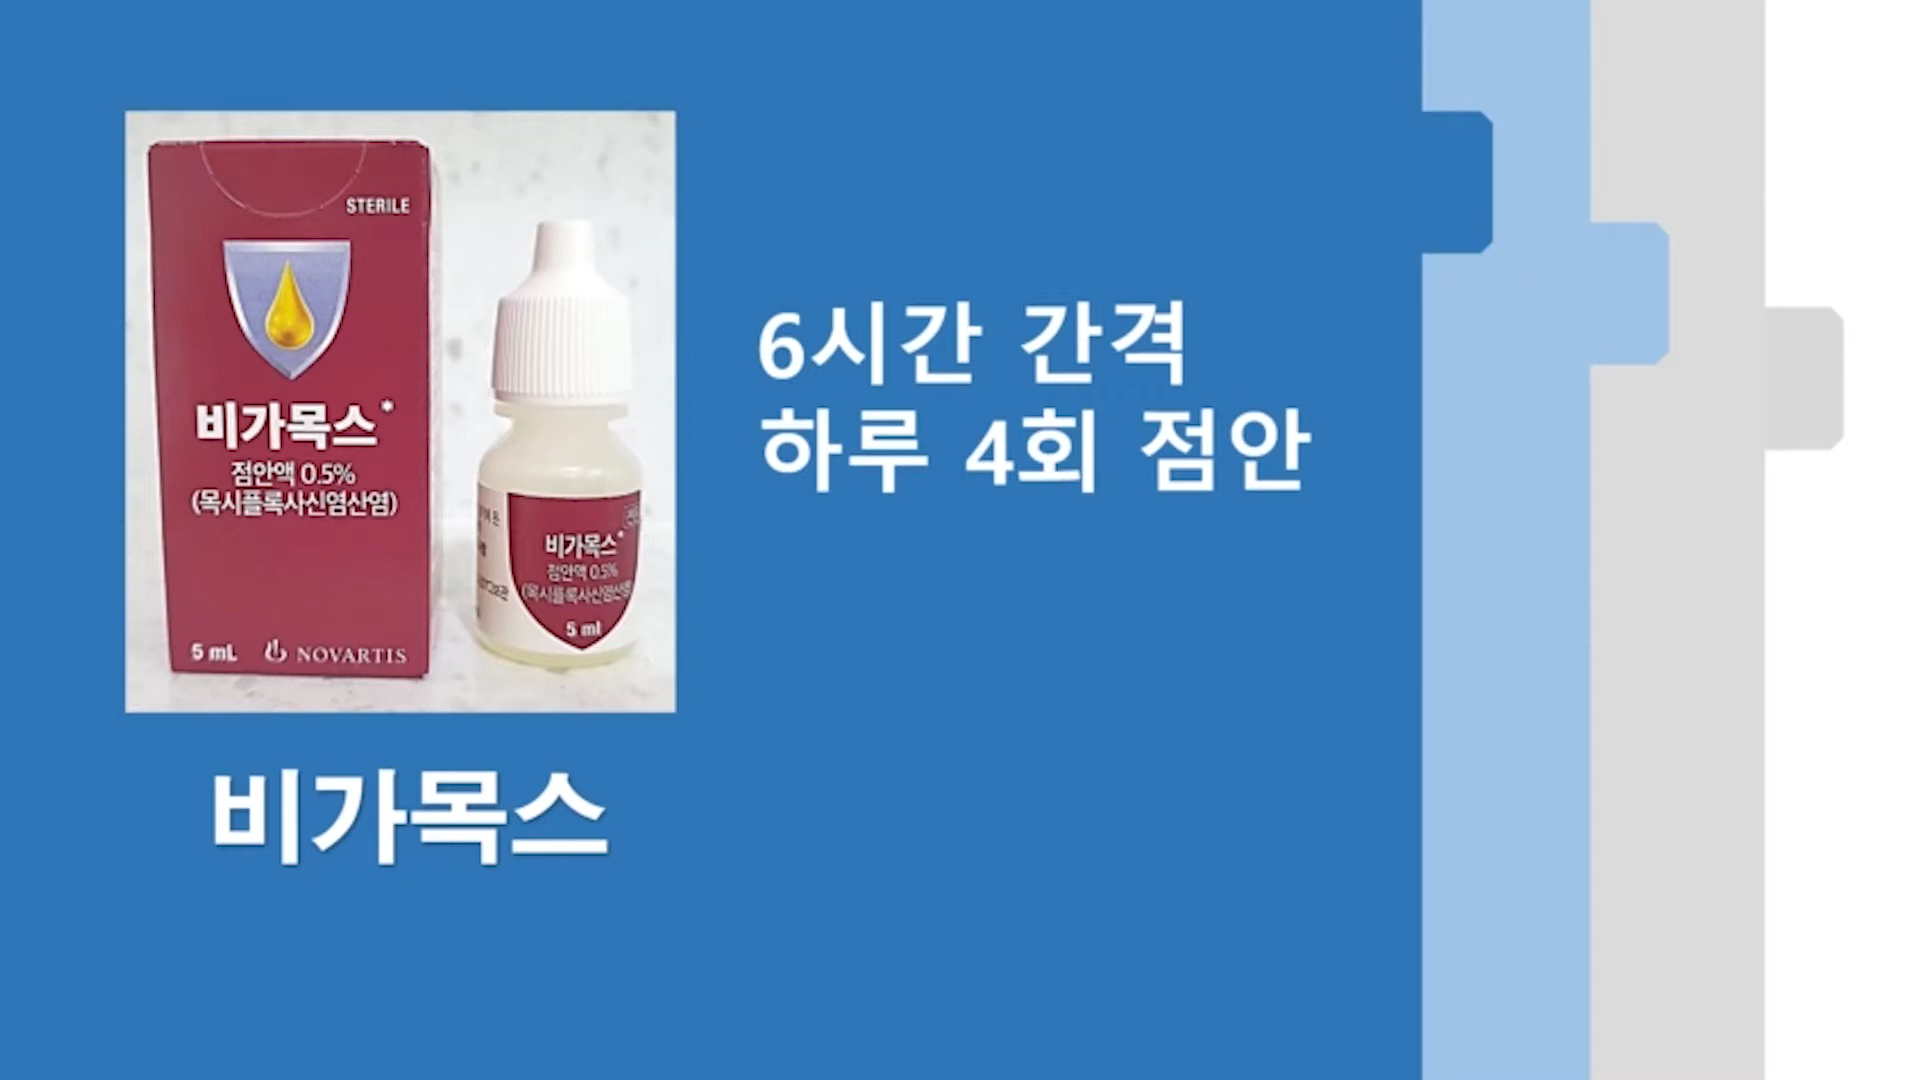 STERILE
비가목스*
점안액 0.5%
(목시플록사신염산염)
5 mL
NOVARTIS
비가목스*
점안액 0.5%
(목시플록사신염산염)
5 ml
6시간 간격
하루 4회 점안
비가목스